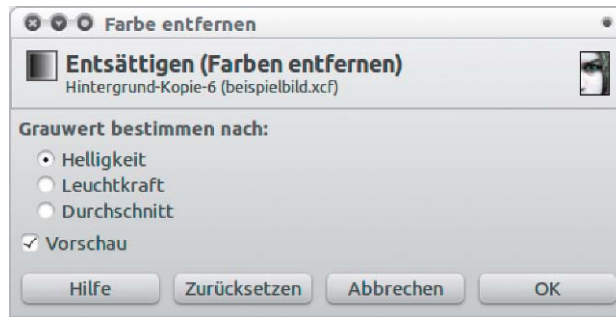 Farbe entfernen
Entsättigen (Farben entfernen)
Hintergrund-Kopie-6 (beispielbild.xcf)
Grauwert bestimmen nach:
Helligkeit
Leuchtkraft
Durchschnitt
Vorschau
Hilfe Zurücksetzen Abbrechen OK